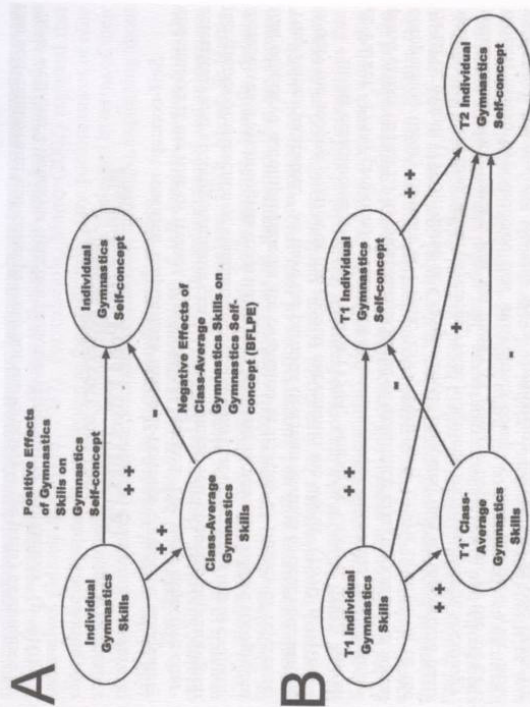 A
Positive Effects
of Gymnastics
Skills on
Gymnastics
Self-concept
Individual
Gymnastics
Skills
+ +
Individual
Gymnastics
Self-concept
+ +
-
Class-Average
Gymnastics
Skills
Negative Effects of
Class-Average
Gymnastics Skills on
Gymnastics Self-
concept (BFLPE)
B
T1 Individual
Gymnastics
Skills
+ +
T1 Individual
Gymnastics
Self-concept
+ +
-
+
+ +
T1 Class-
Average
Gymnastics
Skills
-
T2 Individual
Gymnastics
Self-concept